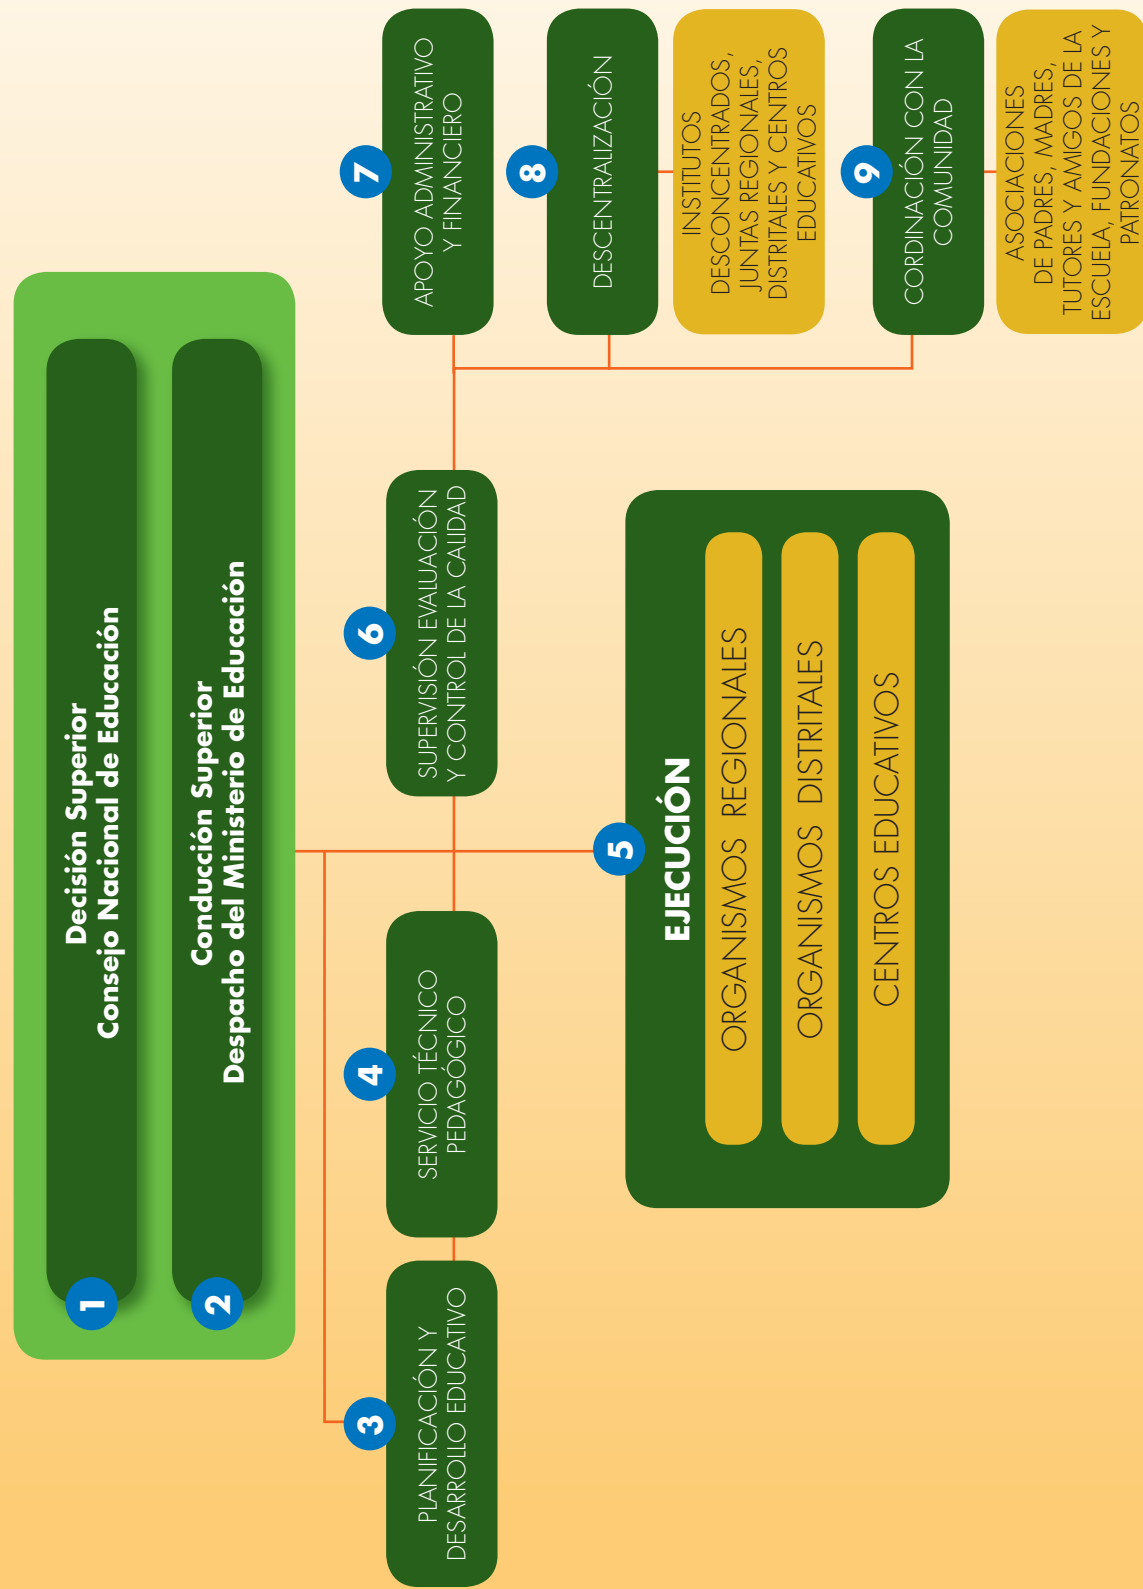 1
Decisión Superior
Consejo Nacional de Educación
2
Conducción Superior
Despacho del Ministerio de Educación
3
PLANIFICACIÓN Y
DESARROLLO EDUCATIVO
4
SERVICIO TÉCNICO
PEDAGÓGICO
5
EJECUCIÓN
ORGANISMOS REGIONALES
ORGANISMOS DISTRITALES
CENTROS EDUCATIVOS
6
SUPERVISIÓN EVALUACIÓN
Y CONTROL DE LA CALIDAD
7
APOYO ADMINISTRATIVO
Y FINANCIERO
8
DESCENTRALIZACIÓN
INSTITUTOS
DESCONCENTRADOS,
JUNTAS REGIONALES,
DISTRITALES Y CENTROS
EDUCATIVOS
9
CORDINACIÓN CON LA
COMUNIDAD
ASOCIACIONES
DE PADRES, MADRES,
TUTORES Y AMIGOS DE LA
ESCUELA, FUNDACIONES Y
PATRONATOS